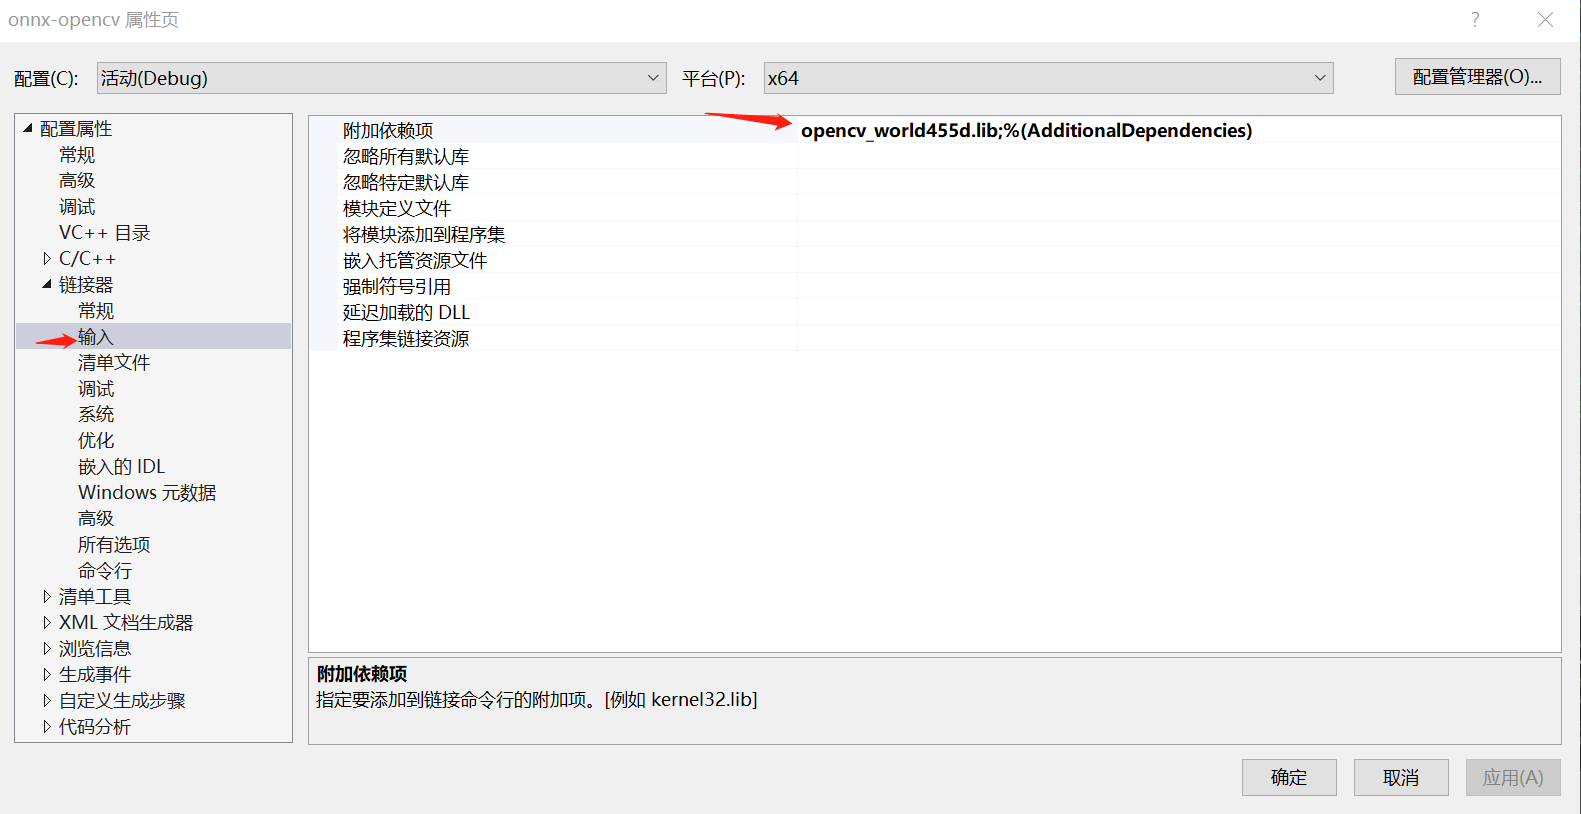 onnx-opencv 属性页
配置(C):
活动(Debug)
平台(P):
x64
配置管理器(O)...
配置属性
常规
高级
调试
VC++ 目录
C/C++
链接器
常规
输入
清单文件
调试
系统
优化
嵌入的 IDL
Windows 元数据
高级
所有选项
命令行
清单工具
XML 文档生成器
浏览信息
生成事件
自定义生成步骤
代码分析
附加依赖项 opencv_world455d.lib;%(AdditionalDependencies)
忽略所有默认库
忽略特定默认库
模块定义文件
将模块添加到程序集
嵌入托管资源文件
强制符号引用
延迟加载的 DLL
程序集链接资源
附加依赖项
指定要添加到链接命令行的附加项。[例如 kernel32.lib]
确定
取消
应用(A)